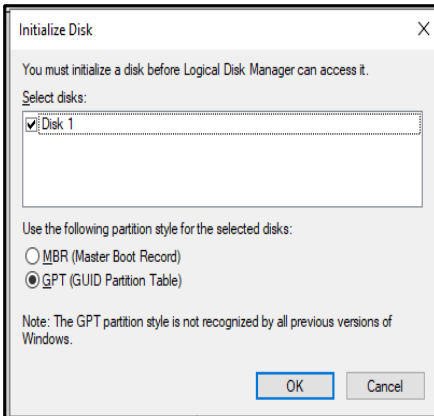 Initialize Disk
You must initialize a disk before Logical Disk Manager can access it.
Select disks:
Disk 1
Use the following partition style for the selected disks:
MBR (Master Boot Record)
GPT (GUID Partition Table)
Note: The GPT partition style is not recognized by all previous versions of
Windows.
OK Cancel